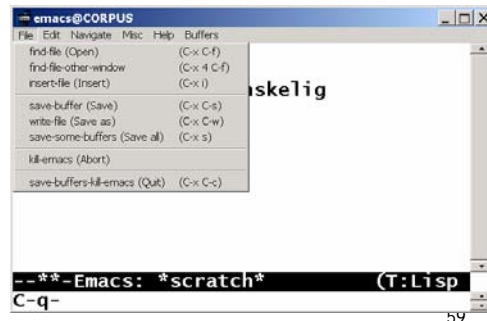 emacs@CORPUS
File Edit Navigate Misc Help Buffers
find-file (Open) (C-x C-f)
find-file-other-window (C-x 4 C-f)
insert-file (Insert) (C-x i)
save-buffer (Save) (C-x C-s)
write-file (Save as) (C-x C-w)
save-some-buffers (Save all) (C-x s)
kill-emacs (Abort)
save-buffers-kill-emacs (Quit) (C-x C-c)
--**-Emacs: *scratch* (T:Lisp
C-q-
59